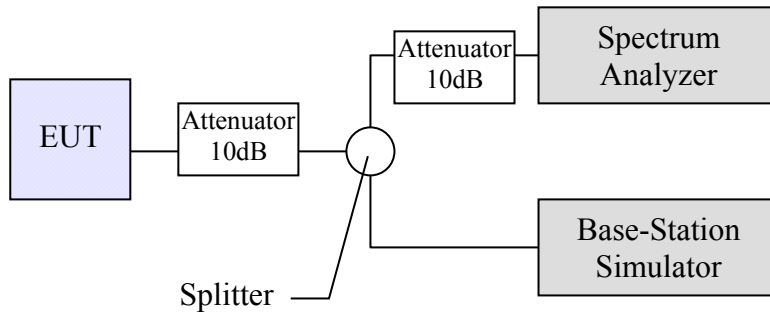 EUT
Attenuator
10dB
Attenuator
10dB
Spectrum
Analyzer
Base-Station
Simulator
Splitter